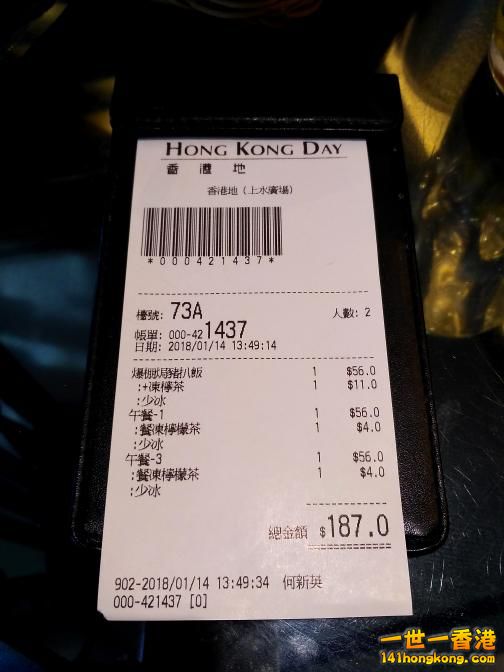 HONG KONG DAY
香港地
香港地(上水廣場)
*000421437*
檯號: 73A 人數: 2
帳單: 000-421437
日期: 2018/01/14 13:49:14
爆棚焗豬扒飯 1 $56.0
:+凍檸茶 1 $11.0
:少冰
午餐-1 1 $56.0
:餐凍檸檬茶 1 $4.0
:少冰
午餐-3 1 $56.0
:餐凍檸檬茶 1 $4.0
:少冰
總金額 $187.0
902-2018/01/14 13:49:34 何新英
000-421437 [0]
一世一香港
141hongkong.com